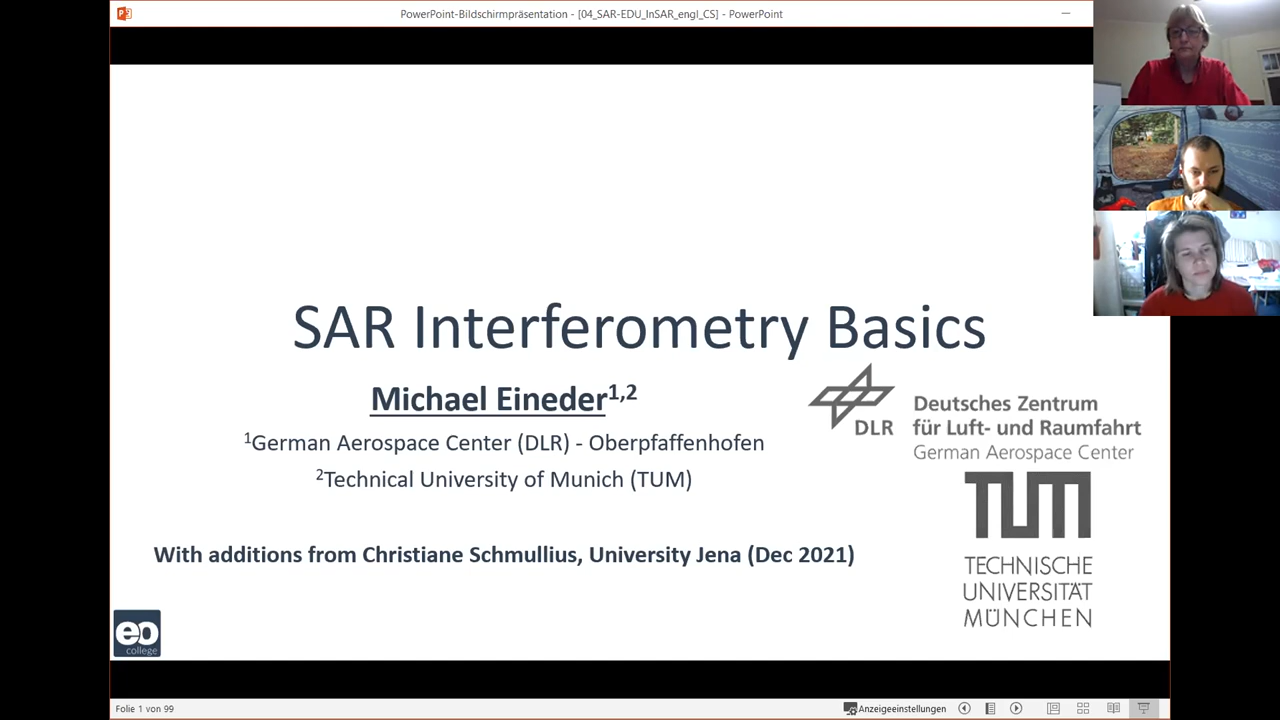 PowerPoint-Bildschirmpräsentation - [04_SAR-EDU_InSAR_engl_CS] - PowerPoint
SAR Interferometry Basics
Michael Eineder1,2
1German Aerospace Center (DLR) - Oberpfaffenhofen
2Technical University of Munich (TUM)
With additions from Christiane Schmullius, University Jena (Dec 2021)
DLR
Deutsches Zentrum
für Luft- und Raumfahrt
German Aerospace Center
TUM
TECHNISCHE
UNIVERSITÄT
MÜNCHEN
eo
college
Folie 1 von 99
Anzeigeeinstellungen